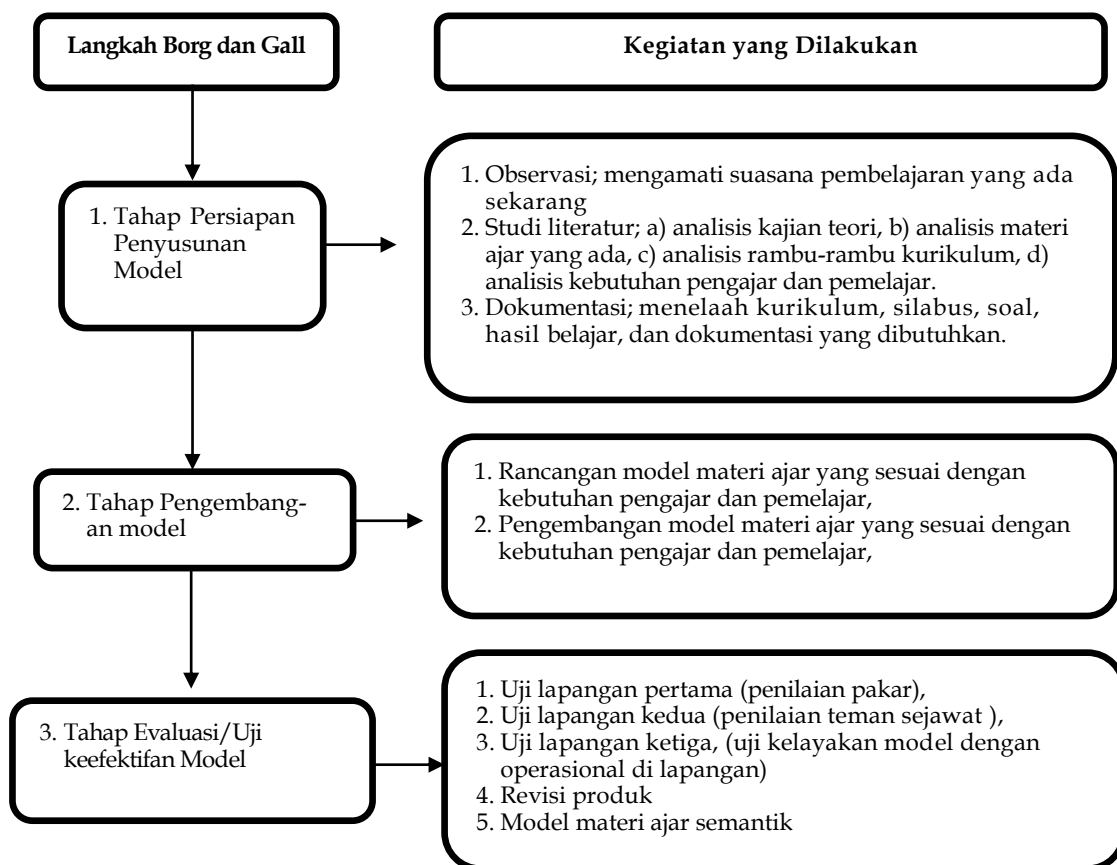 Langkah Borg dan Gall
Kegiatan yang Dilakukan
1. Tahap Persiapan
Penyusunan
Model
1. Observasi; mengamati suasana pembelajaran yang ada
sekarang
2. Studi literatur; a) analisis kajian teori, b) analisis materi
ajar yang ada, c) analisis rambu-rambu kurikulum, d)
analisis kebutuhan pengajar dan pemelajar.
3. Dokumentasi; menelaah kurikulum, silabus, soal,
hasil belajar, dan dokumentasi yang dibutuhkan.
2. Tahap Pengembang-
an model
1. Rancangan model materi ajar yang sesuai dengan
kebutuhan pengajar dan pemelajar,
2. Pengembangan model materi ajar yang sesuai dengan
kebutuhan pengajar dan pemelajar,
3. Tahap Evaluasi/Uji
keefektifan Model
1. Uji lapangan pertama (penilaian pakar),
2. Uji lapangan kedua (penilaian teman sejawat ),
3. Uji lapangan ketiga, (uji kelayakan model dengan
operasional di lapangan)
4. Revisi produk
5. Model materi ajar semantik